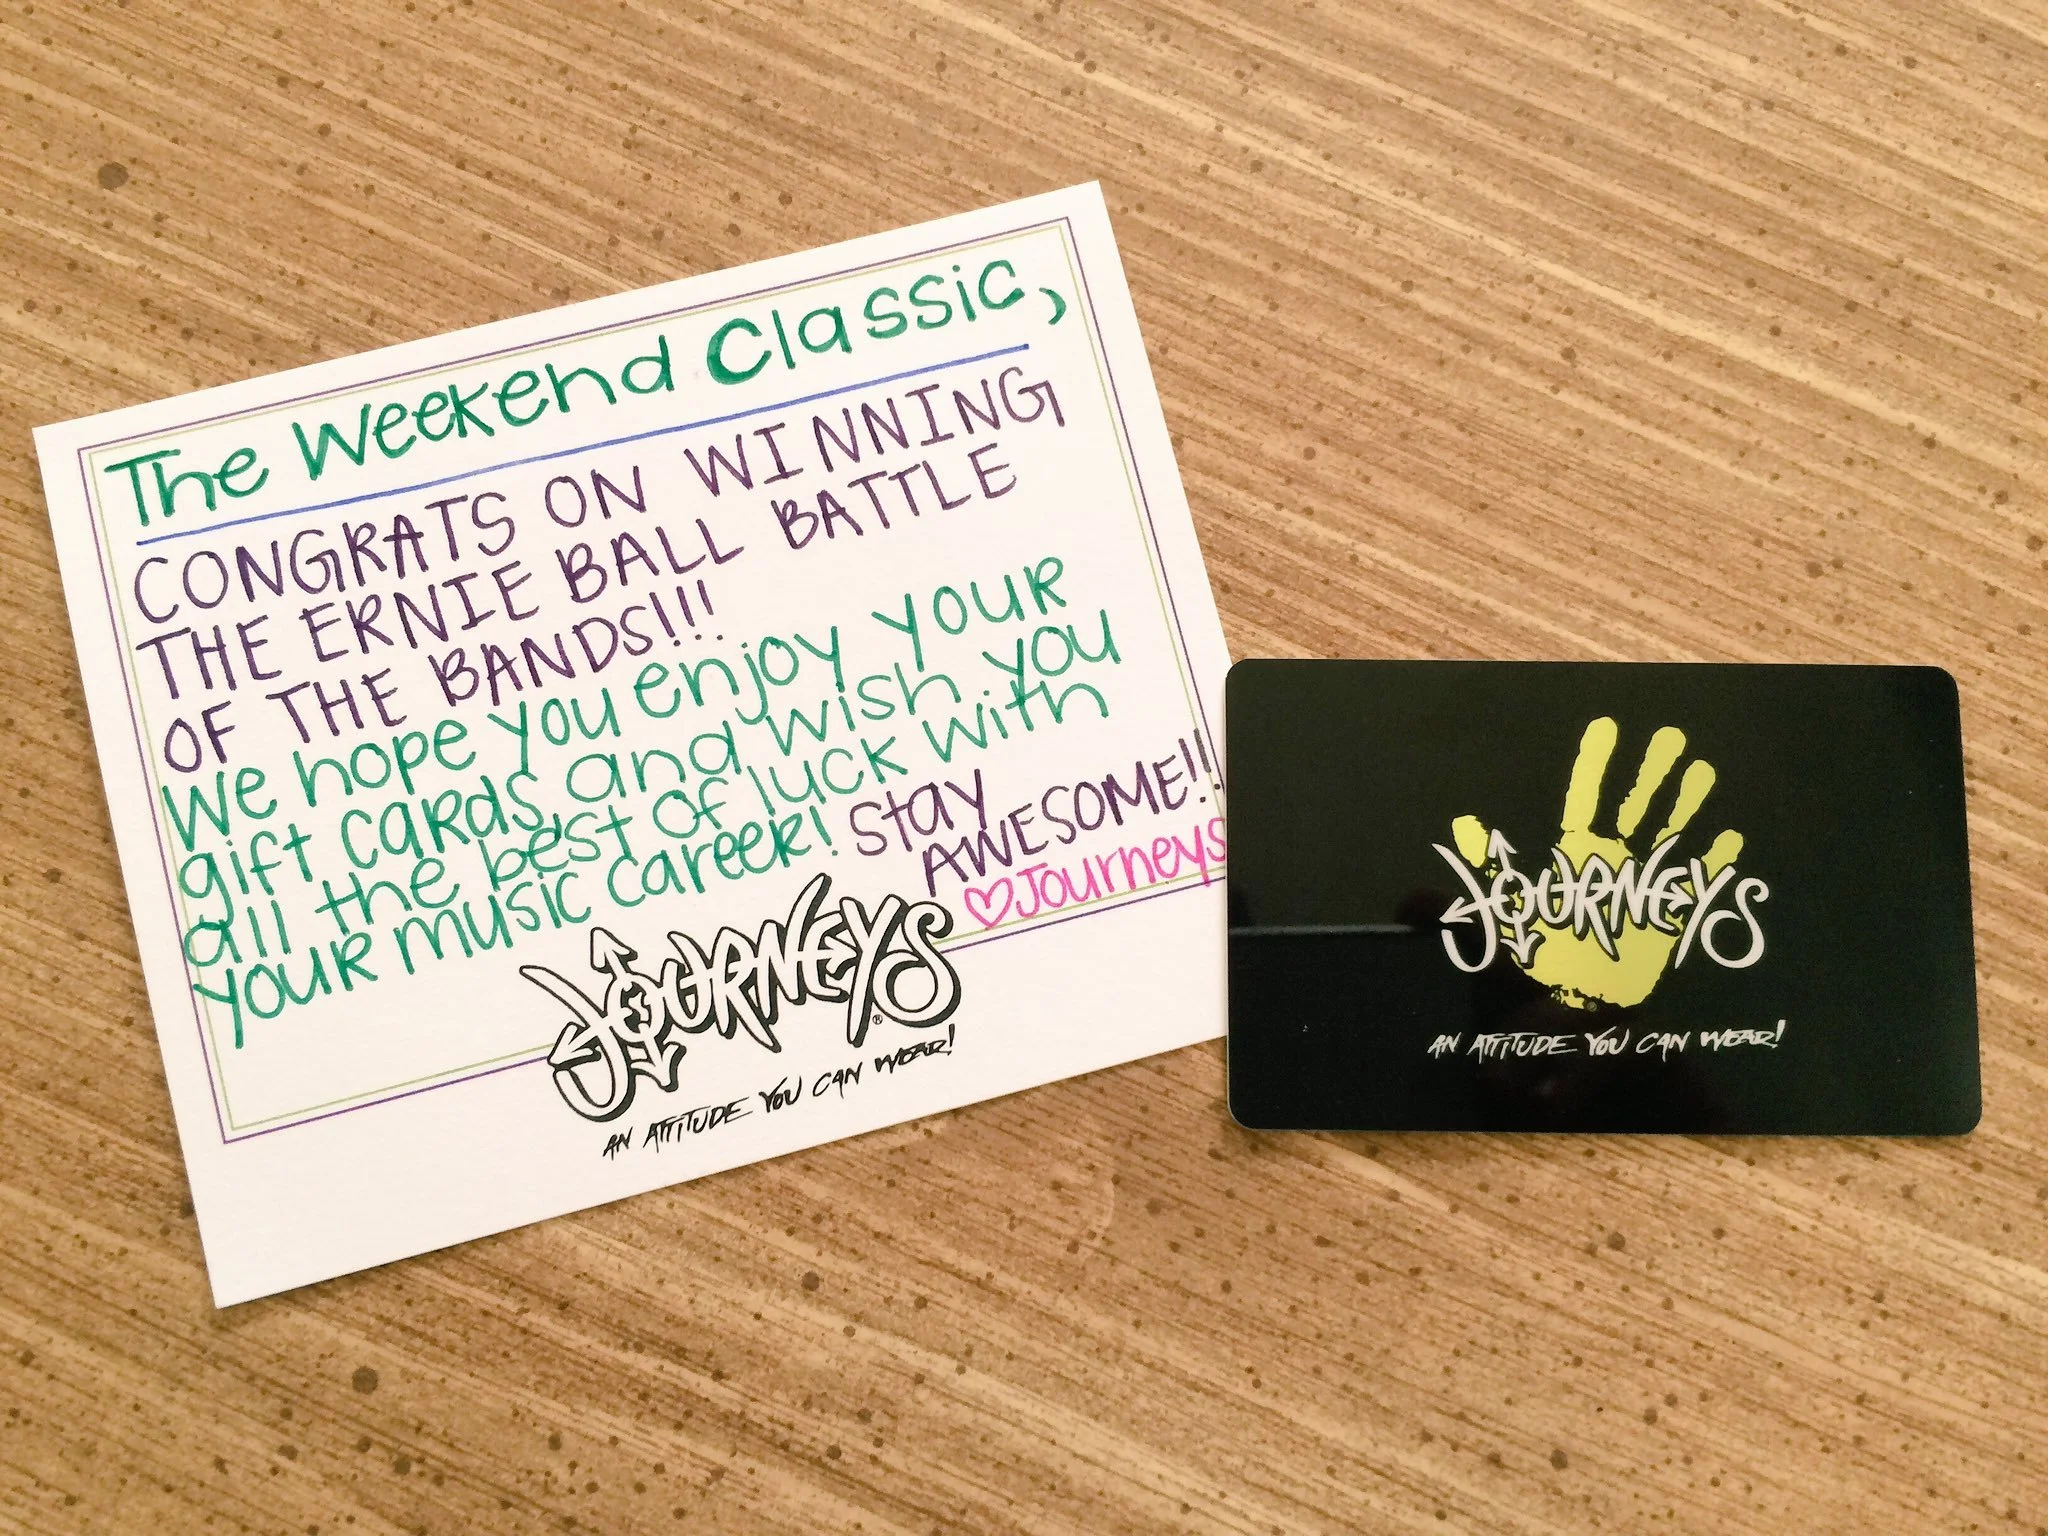 The Weekend Classic,
CONGRATS ON WINNING
THE ERNIE BALL BATTLE
OF THE BANDS!!!
We hope you enjoy your
gift cards, and wish you
all the best of luck with
your music career! Stay
AWESOME!!
♡Journeys
JOURNEYS®
AN ATTITUDE YOU CAN WEAR!
JOURNEYS®
AN ATTITUDE YOU CAN WEAR!